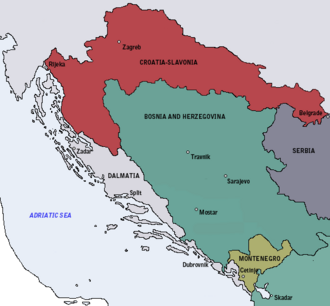 Zagreb
CROATIA-SLAVONIA
Rijeka
Belgrade
BOSNIA AND HERZEGOVINA
SERBIA
Zadar
Travnik
DALMATIA
Sarajevo
Split
Mostar
ADRIATIC SEA
MONTENEGRO
Dubrovnik
Cetinje
Skadar